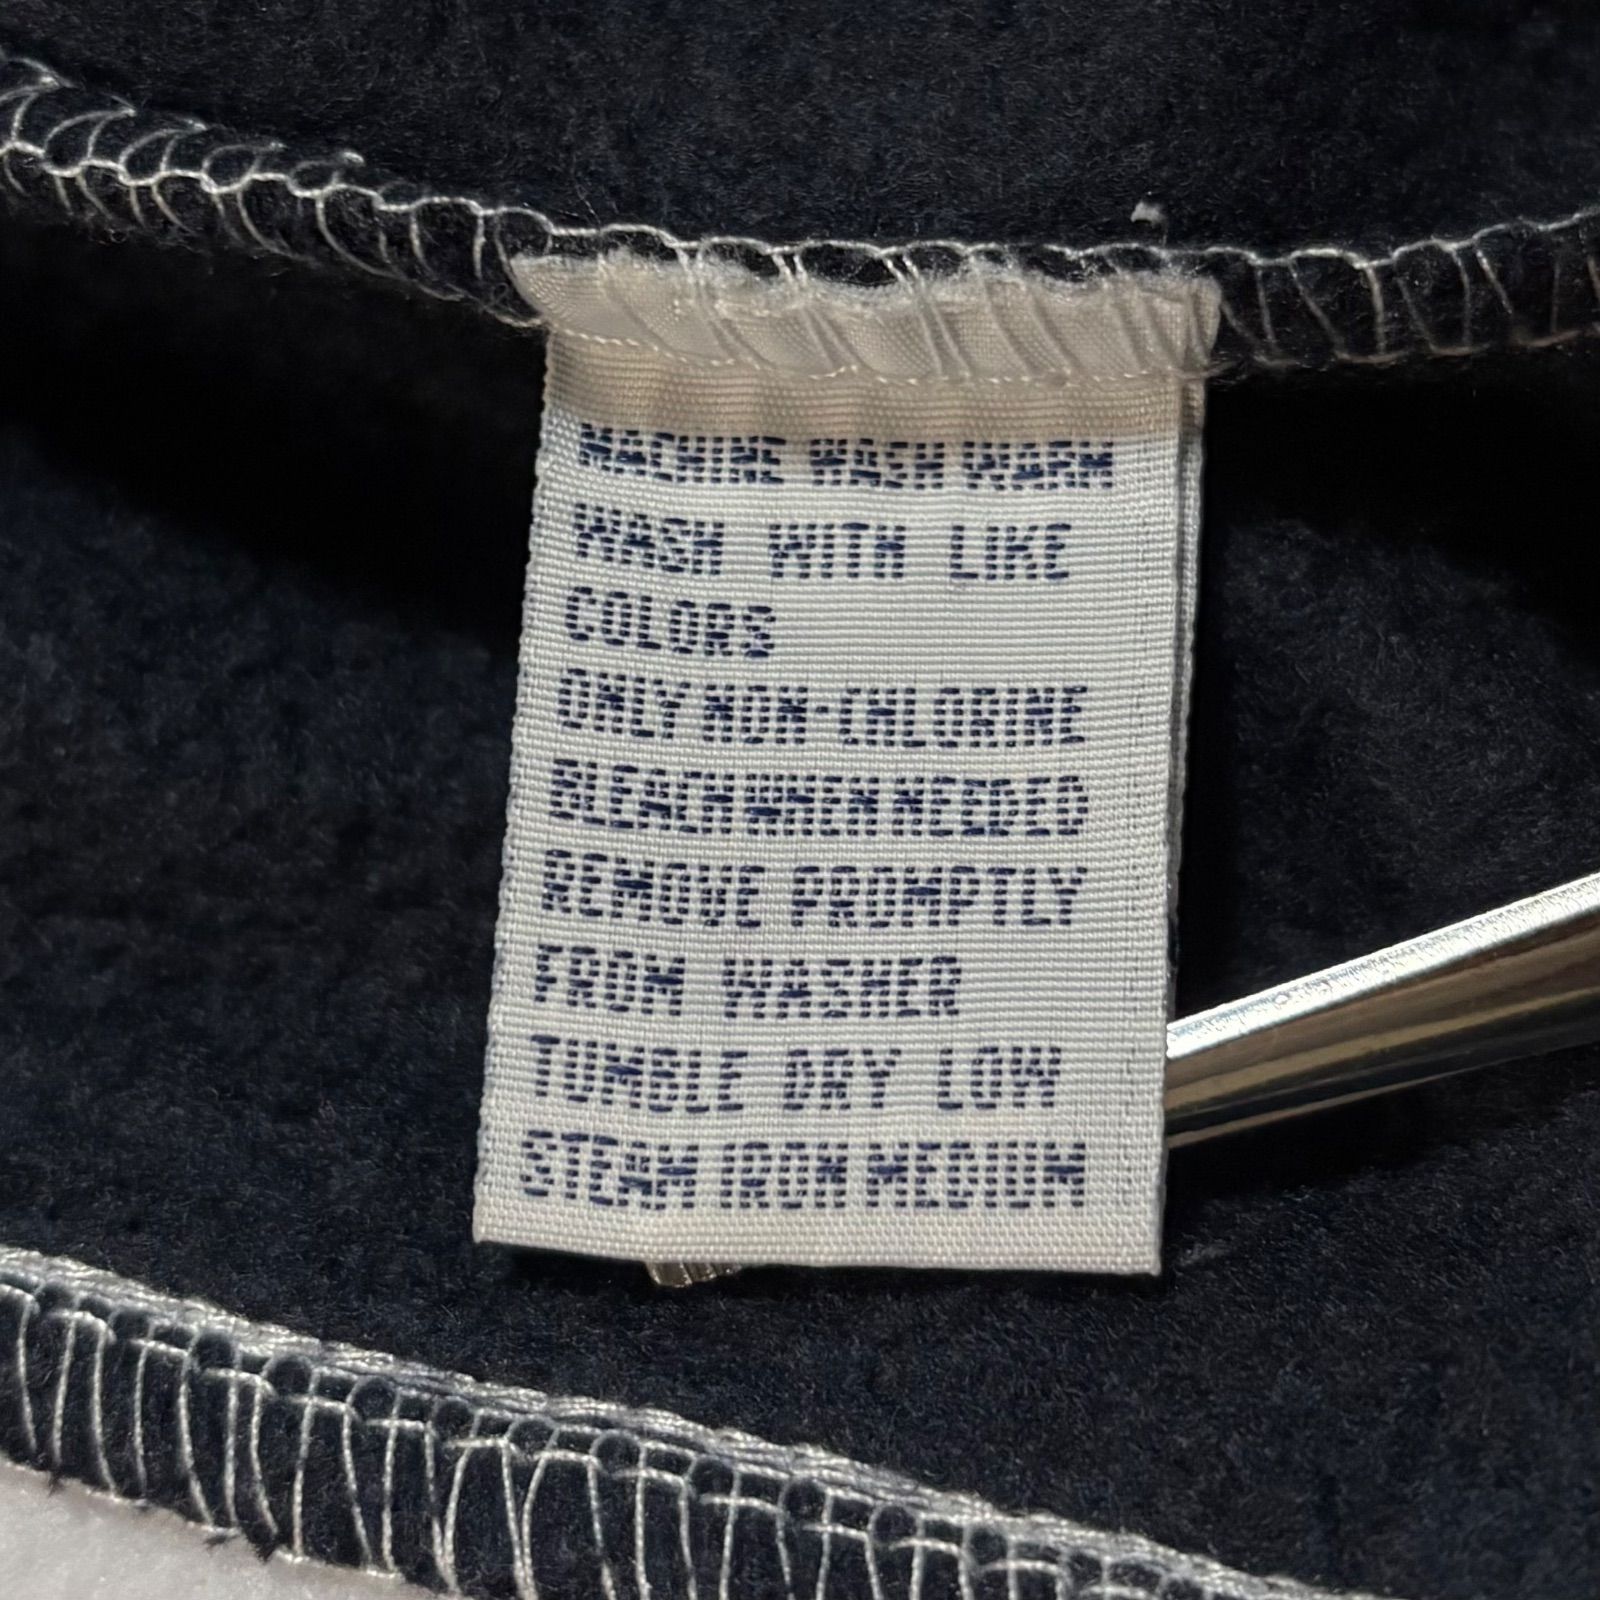 MACHINE WASH WARM
WASH WITH LIKE
COLORS
ONLY NON-CHLORINE
BLEACH WHEN NEEDED
REMOVE PROMPTLY
FROM WASHER
TUMBLE DRY LOW
STEAM IRON MEDIUM